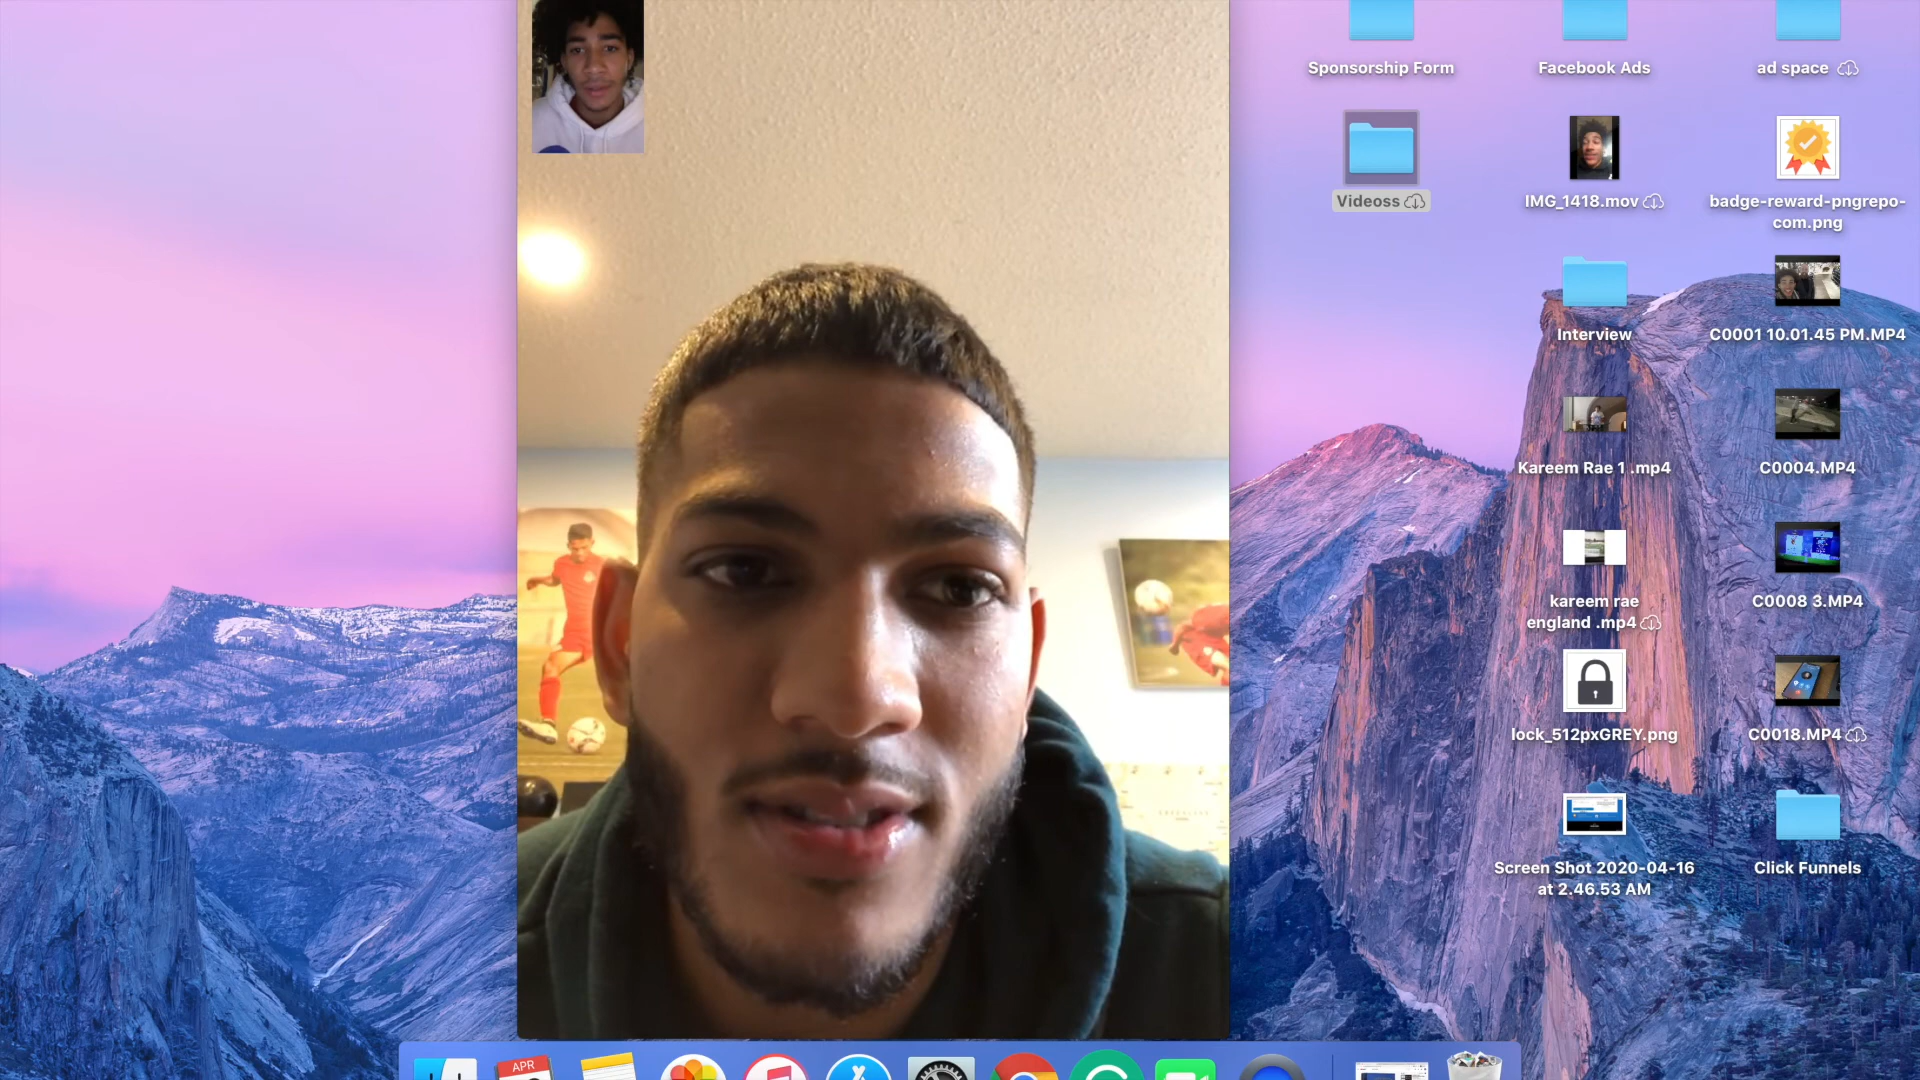 Sponsorship Form
Facebook Ads
ad space
Videoss
IMG_1418.mov
badge-reward-pngrepo-
com.png
Interview
C0001 10.01.45 PM.MP4
Kareem Rae 1 .mp4
C0004.MP4
kareem rae
england .mp4
C0008 3.MP4
lock_512pxGREY.png
C0018.MP4
Screen Shot 2020-04-16
at 2.46.53 AM
Click Funnels
APR